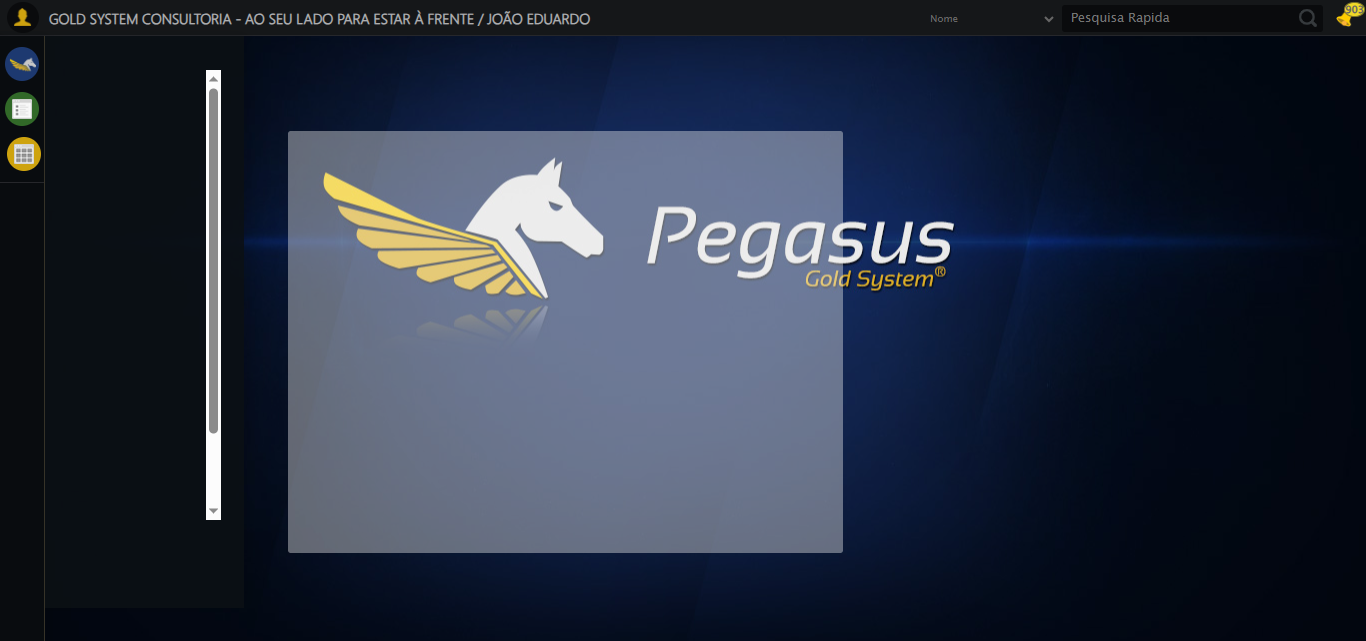 GOLD SYSTEM CONSULTORIA - AO SEU LADO PARA ESTAR À FRENTE / JOÃO EDUARDO
Nome
Pesquisa Rapida
903
Pegasus
Gold System®